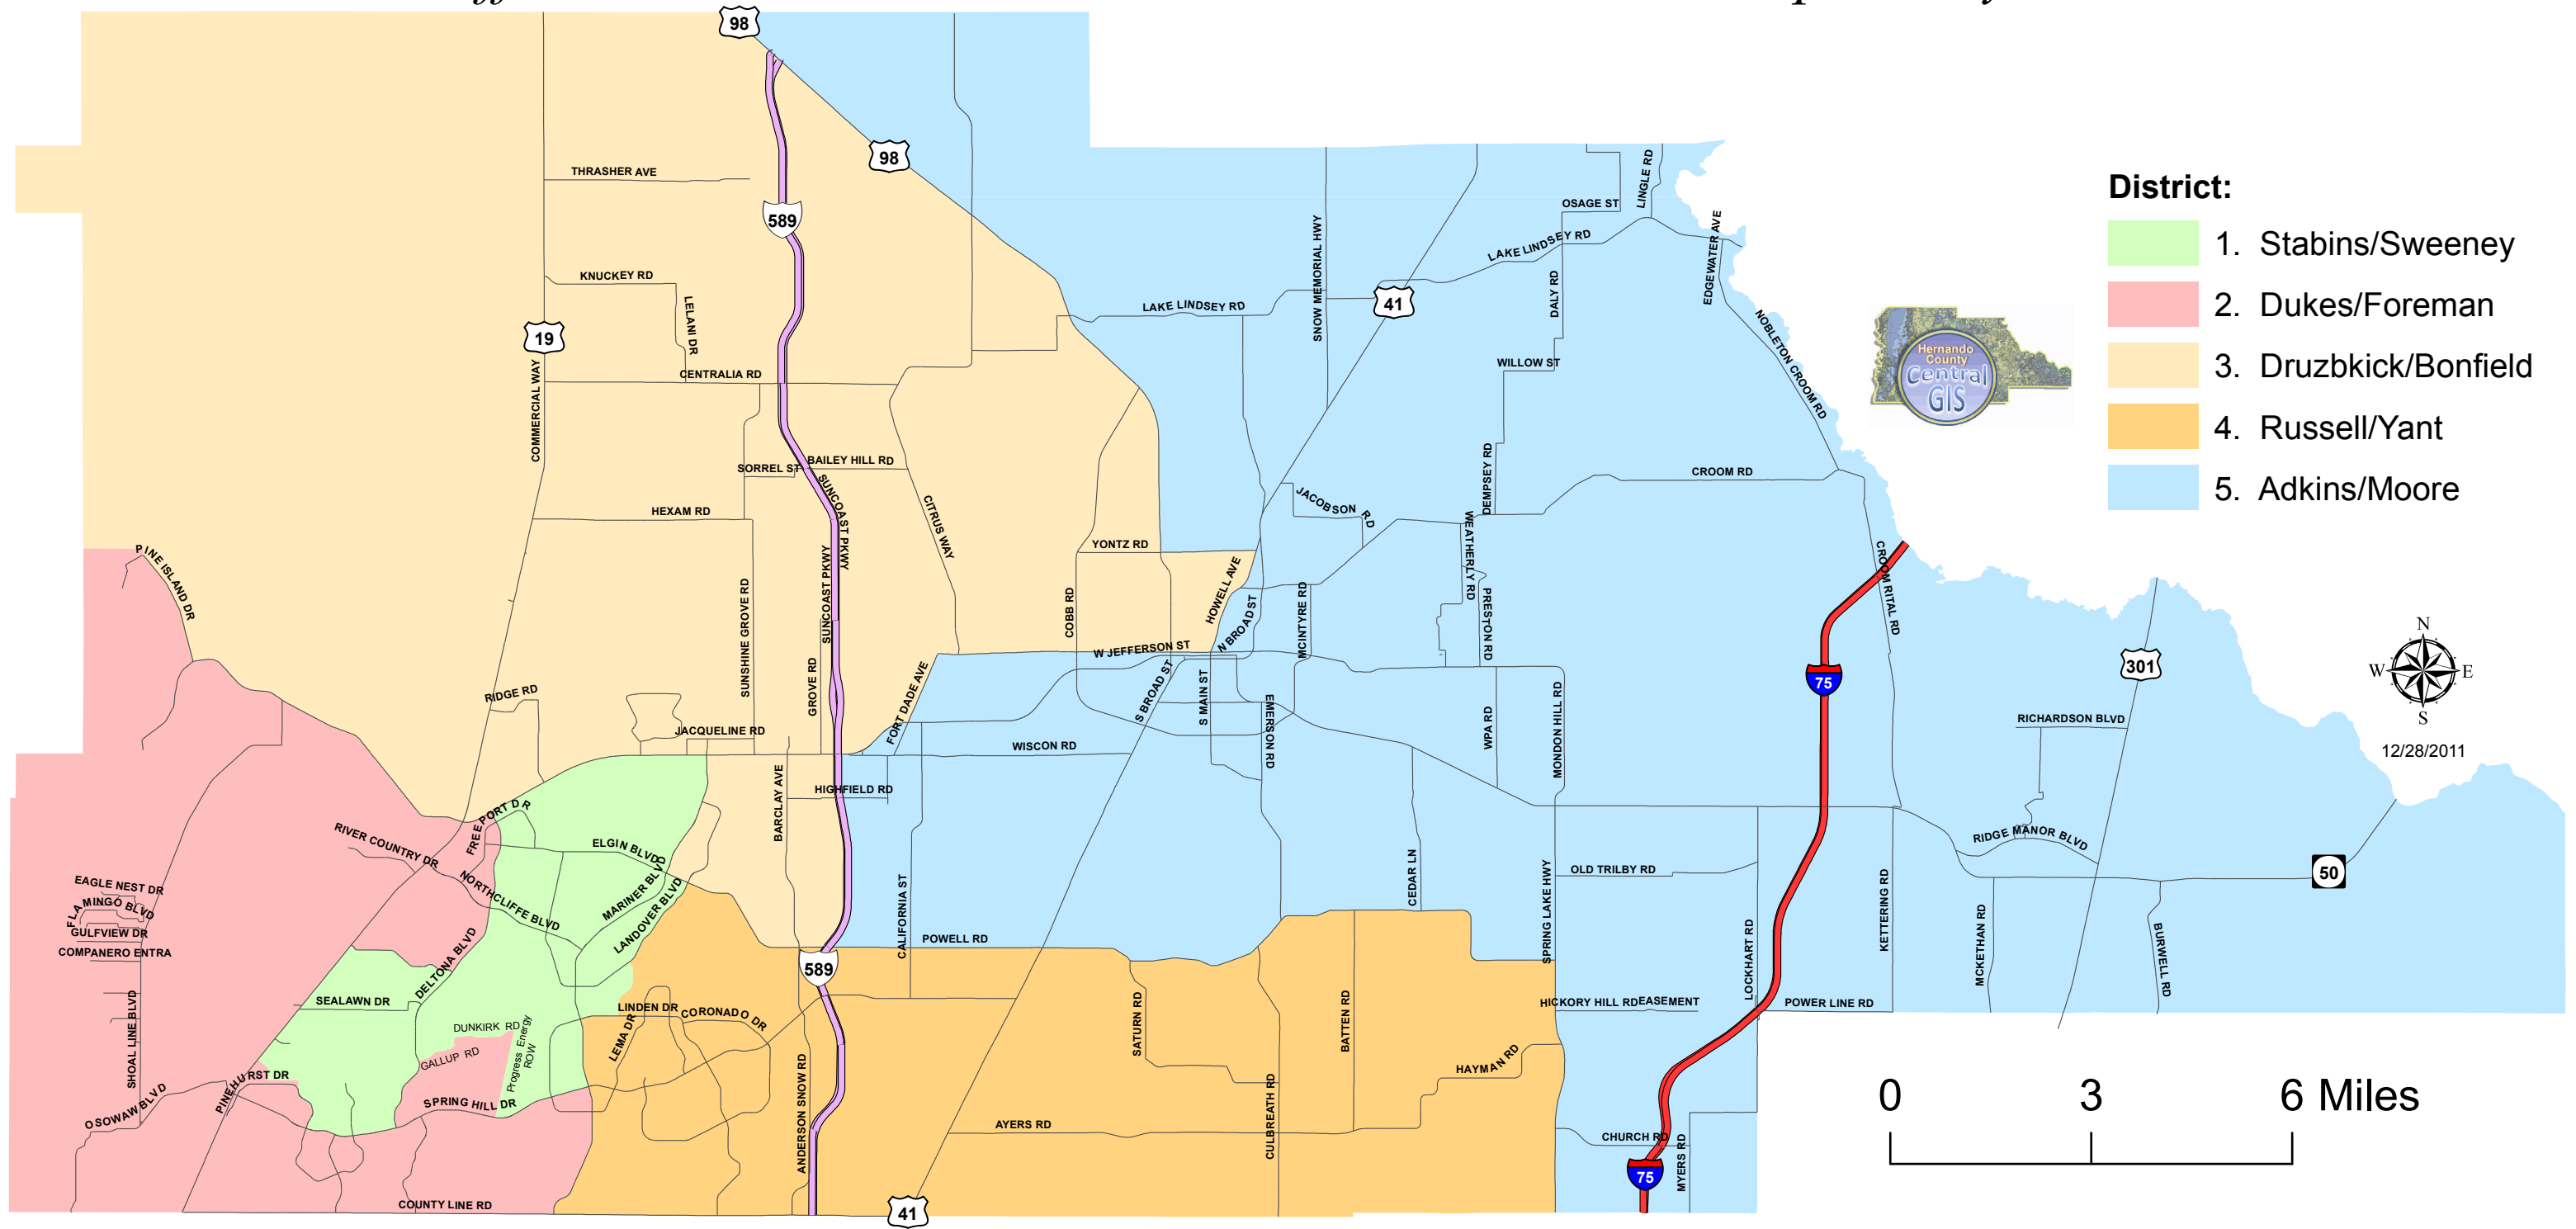 98
98
THRASHER AVE
589
KNUCKEY RD
LELANI DR
19
COMMERCIAL WAY
CENTRALIA RD
SORREL ST
BAILEY HILL RD
SUNCOAST PKWY
CITRUS WAY
HEXAM RD
SUNCOAST PKWY
SUNSHINE GROVE RD
GROVE RD
PINE ISLAND DR
RIDGE RD
JACQUELINE RD
FORT DADE AVE
YONTZ RD
COBB RD
HOWELL AVE
N BROAD ST
W JEFFERSON ST
S BROAD ST
S MAIN ST
EMERSON RD
MCINTYRE RD
WISCON RD
HIGHFIELD RD
BARCLAY AVE
LAKE LINDSEY RD
SNOW MEMORIAL HWY
41
LAKE LINDSEY RD
OSAGE ST
LINGLE RD
EDGEWATER AVE
DALY RD
WILLOW ST
NOBLETON CROOM RD
DEMPSEY RD
CROOM RD
JACOBSON RD
WEATHERLY RD
PRESTON RD
CROOM RITAL RD
75
WPA RD
MONDON HILL RD
301
RICHARDSON BLVD
RIDGE MANOR BLVD
50
OLD TRILBY RD
CEDAR LN
SPRING LAKE HWY
LOCKHART RD
KETTERING RD
MCKETHAN RD
BURWELL RD
HICKORY HILL RD
EASEMENT
POWER LINE RD
CHURCH RD
MYERS RD
75
FREEPORT DR
RIVER COUNTRY DR
ELGIN BLVD
MARINER BLVD
LANDOVER BLVD
NORTHCLIFFE BLVD
EAGLE NEST DR
FLAMINGO BLVD
GULFVIEW DR
COMPANERO ENTRA
DELTONA BLVD
SEALAWN DR
SHOAL LINE BLVD
DUNKIRK RD
GALLUP RD
Progress Energy
ROW
OSOWAW BLVD
PINEHURST DR
SPRING HILL DR
COUNTY LINE RD
589
LINDEN DR
LEMA DR
CORONADO DR
ANDERSON SNOW RD
CALIFORNIA ST
POWELL RD
SATURN RD
CULBREATH RD
BATTEN RD
HAYMAN RD
AYERS RD
41
District:
1. Stabins/Sweeney
2. Dukes/Foreman
3. Druzbkick/Bonfield
4. Russell/Yant
5. Adkins/Moore
Hernando
County
Central
GIS
N
W E
S
12/28/2011
0 3 6 Miles